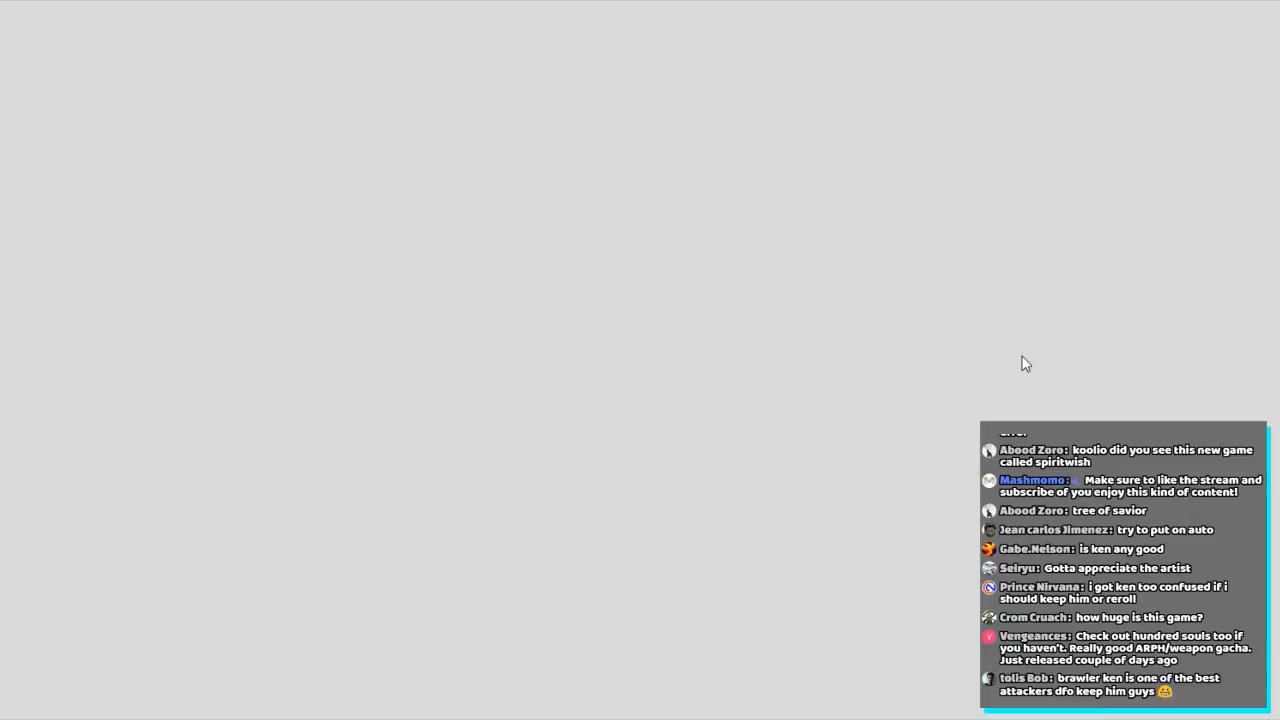 error
Abood Zoro: koolio did you see this new game
called spiritwish
Mashmomo: Make sure to like the stream and
subscribe of you enjoy this kind of content!
Abood Zoro: tree of savior
Jean carlos Jimenez: try to put on auto
Gabe.Nelson: is ken any good
Seiryu: Gotta appreciate the artist
Prince Nirvana: i got ken too confused if i
should keep him or reroll
Crom Cruach: how huge is this game?
V Vengeances: Check out hundred souls too if
you haven't. Really good ARPH/weapon gacha.
Just released couple of days ago
tolis Bob: brawler ken is one of the best
attackers dfo keep him guys 😀